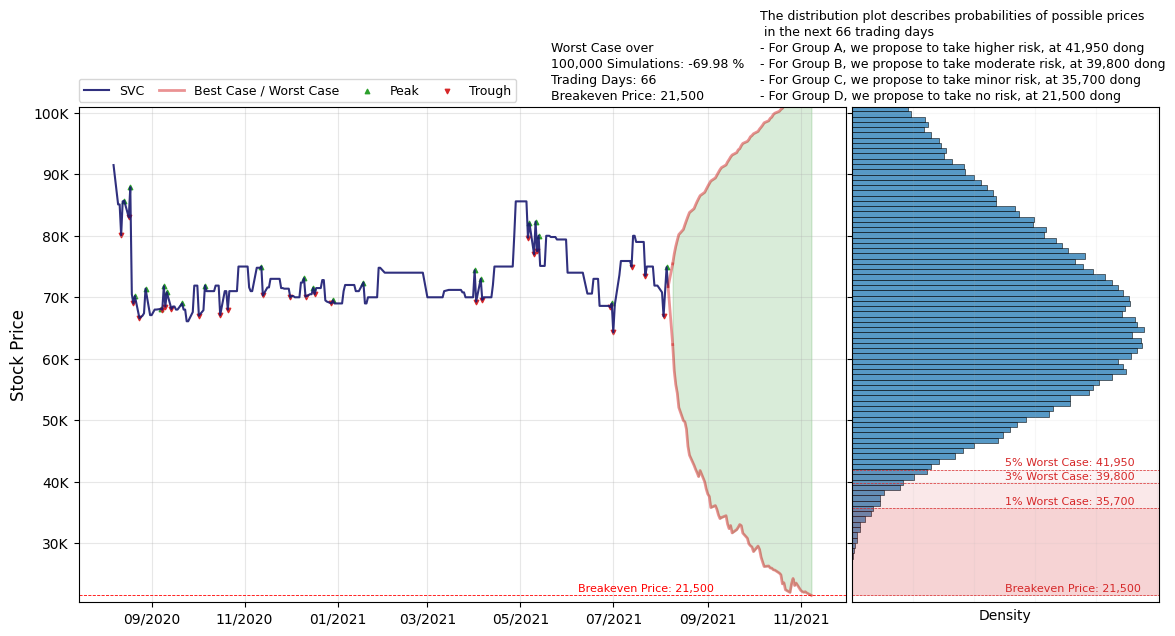 The distribution plot describes probabilities of possible prices
in the next 66 trading days
- For Group A, we propose to take higher risk, at 41,950 dong
- For Group B, we propose to take moderate risk, at 39,800 dong
- For Group C, we propose to take minor risk, at 35,700 dong
- For Group D, we propose to take no risk, at 21,500 dong
Worst Case over
100,000 Simulations: -69.98 %
Trading Days: 66
Breakeven Price: 21,500
SVC
Best Case / Worst Case
Peak
Trough
Stock Price
100K
90K
80K
70K
60K
50K
40K
30K
Breakeven Price: 21,500
09/2020
11/2020
01/2021
03/2021
05/2021
07/2021
09/2021
11/2021
5% Worst Case: 41,950
3% Worst Case: 39,800
1% Worst Case: 35,700
Breakeven Price: 21,500
Density